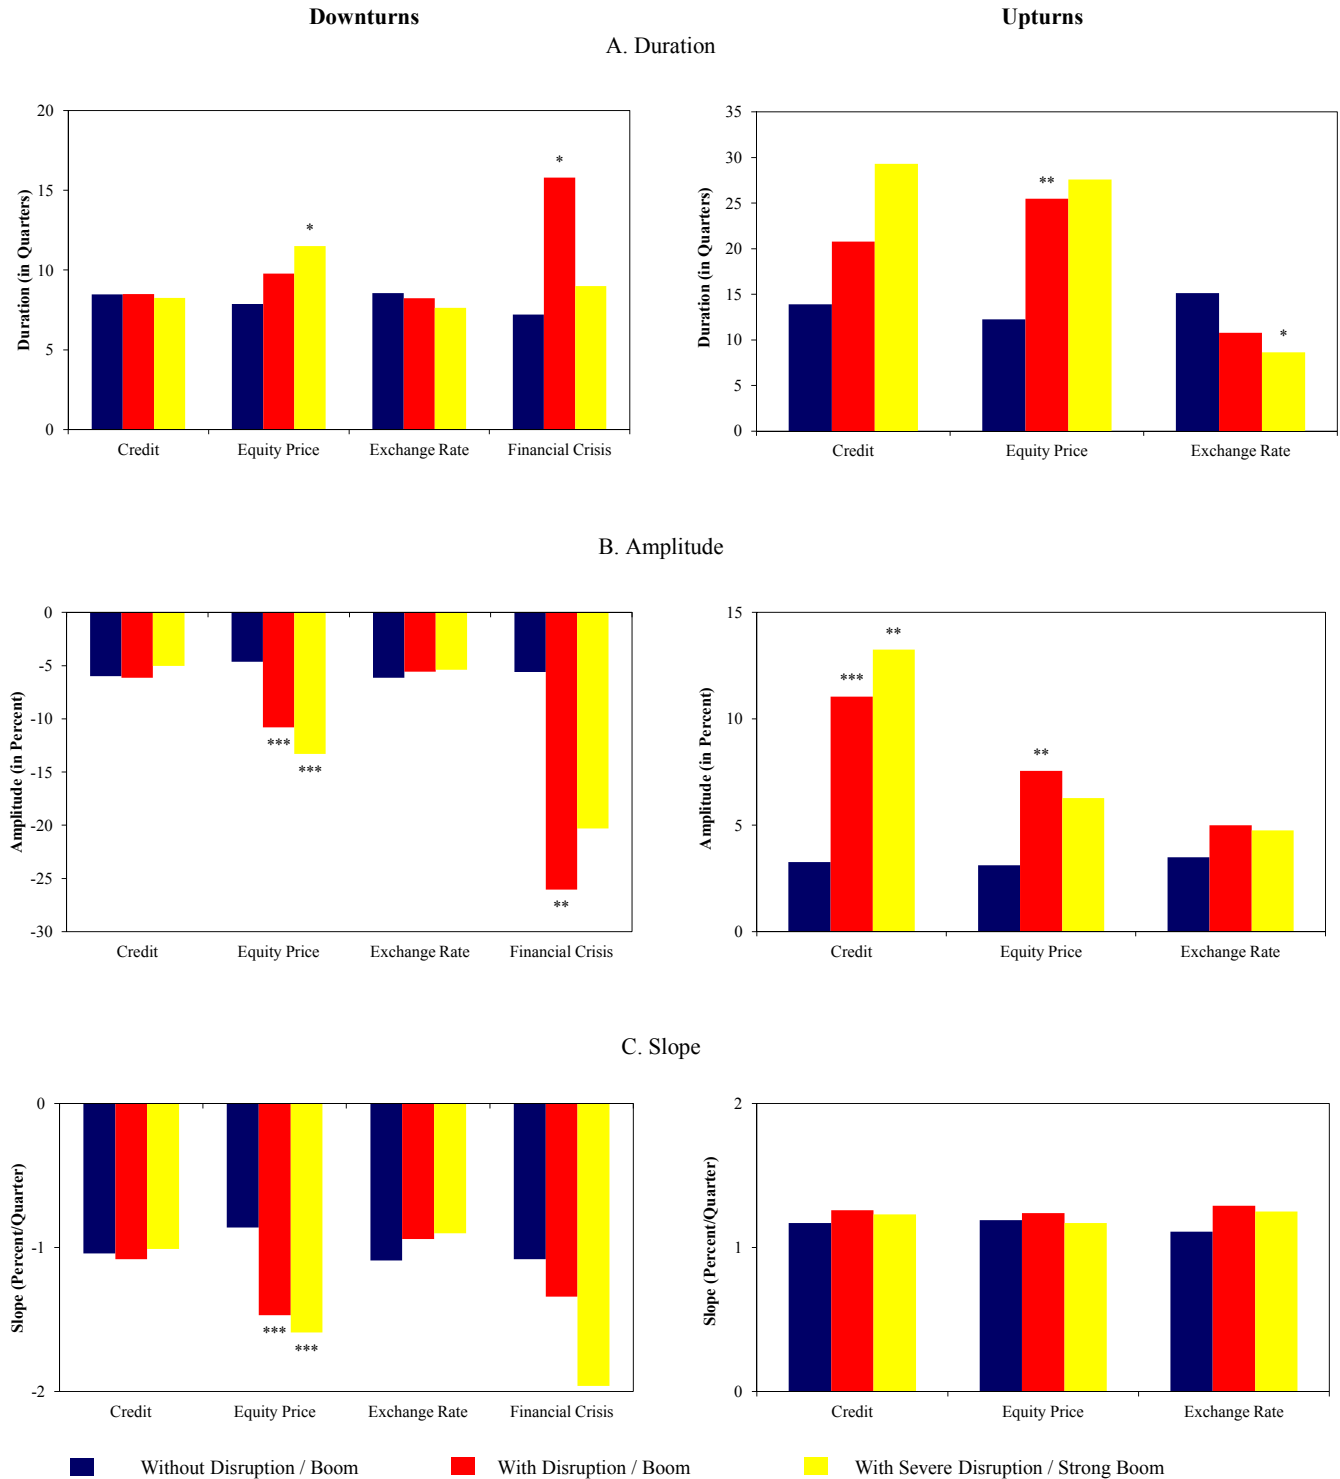 Downturns Upturns
A. Duration
Duration (in Quarters)
20
15
10
5
0
*
*
Credit Equity Price Exchange Rate Financial Crisis
Duration (in Quarters)
35
30
25
20
15
10
5
0
**
*
Credit Equity Price Exchange Rate
B. Amplitude
Amplitude (in Percent)
0
-5
-10
-15
-20
-25
-30
***
***
**
Credit Equity Price Exchange Rate Financial Crisis
Amplitude (in Percent)
15
10
5
0
***
**
**
Credit Equity Price Exchange Rate
C. Slope
Slope (Percent/Quarter)
0
-1
-2
***
***
Credit Equity Price Exchange Rate Financial Crisis
Slope (Percent/Quarter)
2
1
0
Credit Equity Price Exchange Rate
Without Disruption / Boom With Disruption / Boom With Severe Disruption / Strong Boom